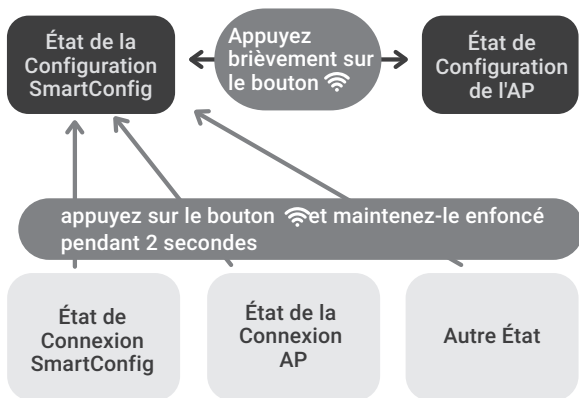 État de la
Configuration
SmartConfig
Appuyez
brièvement sur
le bouton
État de
Configuration
de l'AP
appuyez sur le bouton et maintenez-le enfoncé
pendant 2 secondes
État de
Connexion
SmartConfig
État de la
Connexion
AP
Autre État